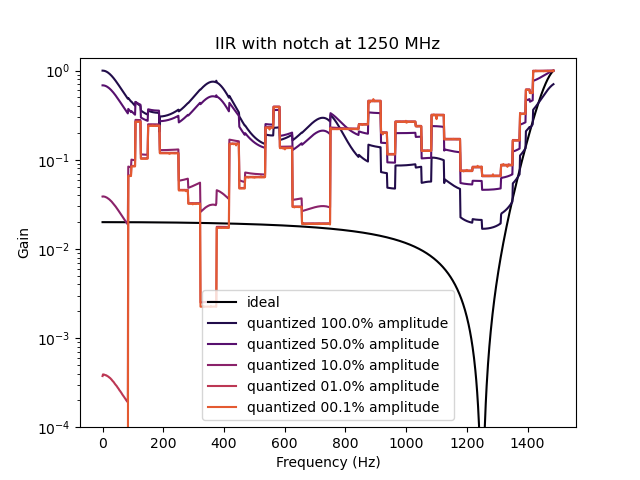 IIR with notch at 1250 MHz
10⁰
10⁻¹
10⁻²
10⁻³
10⁻⁴
Gain
ideal
quantized 100.0% amplitude
quantized 50.0% amplitude
quantized 10.0% amplitude
quantized 01.0% amplitude
quantized 00.1% amplitude
0 200 400 600 800 1000 1200 1400
Frequency (Hz)